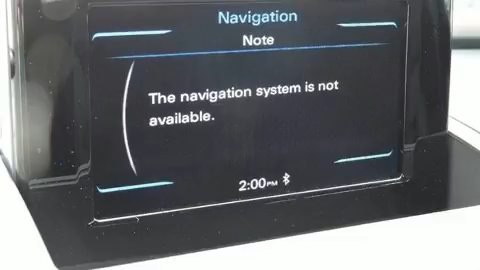 Navigation
Note
The navigation system is not
available.
2:00PM